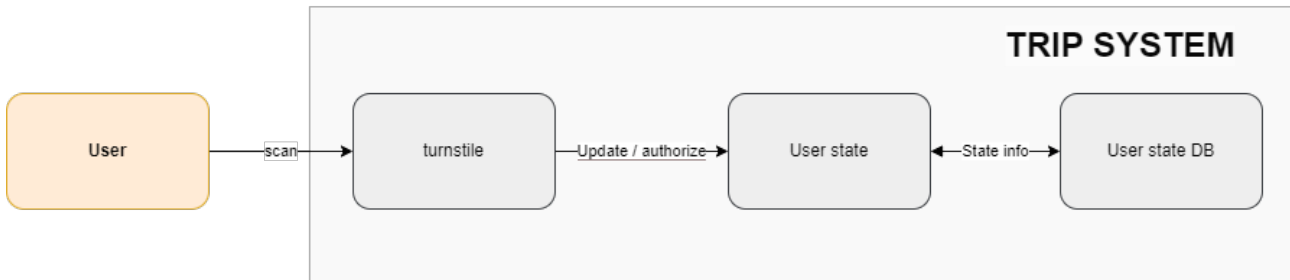 TRIP SYSTEM
User
scan
turnstile
Update / authorize
User state
State info
User state DB